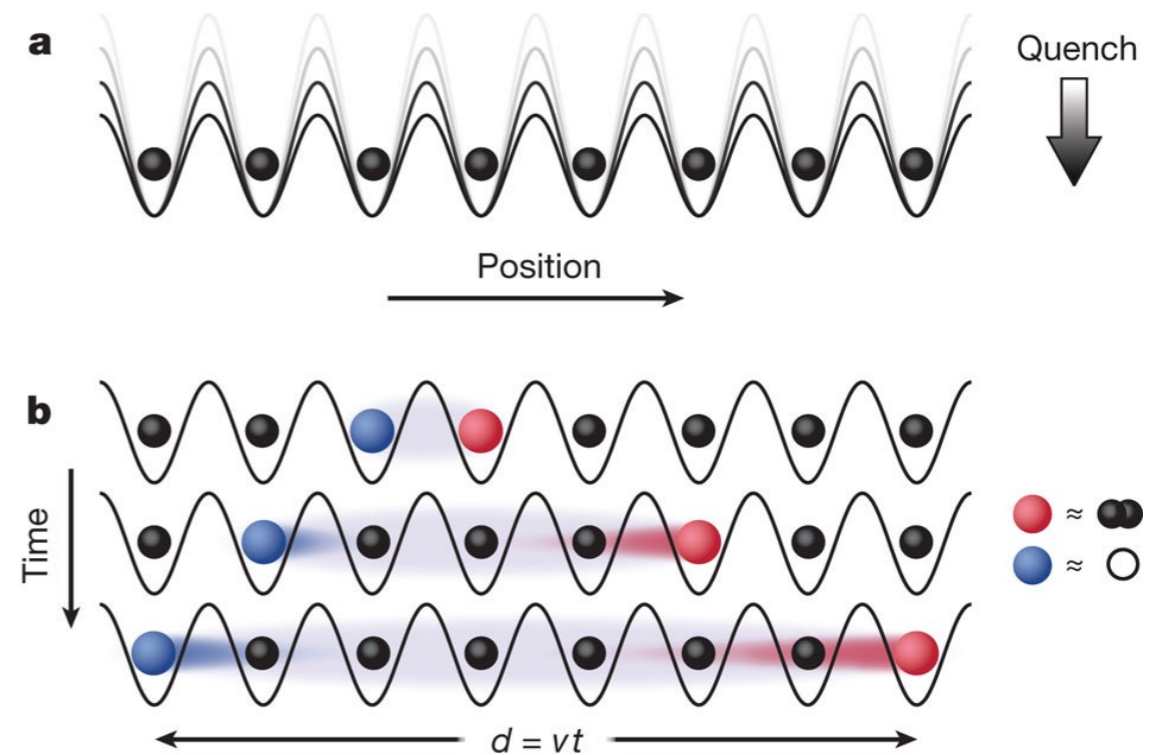 a
Quench
Position
b
Time
≈
≈
d = vt